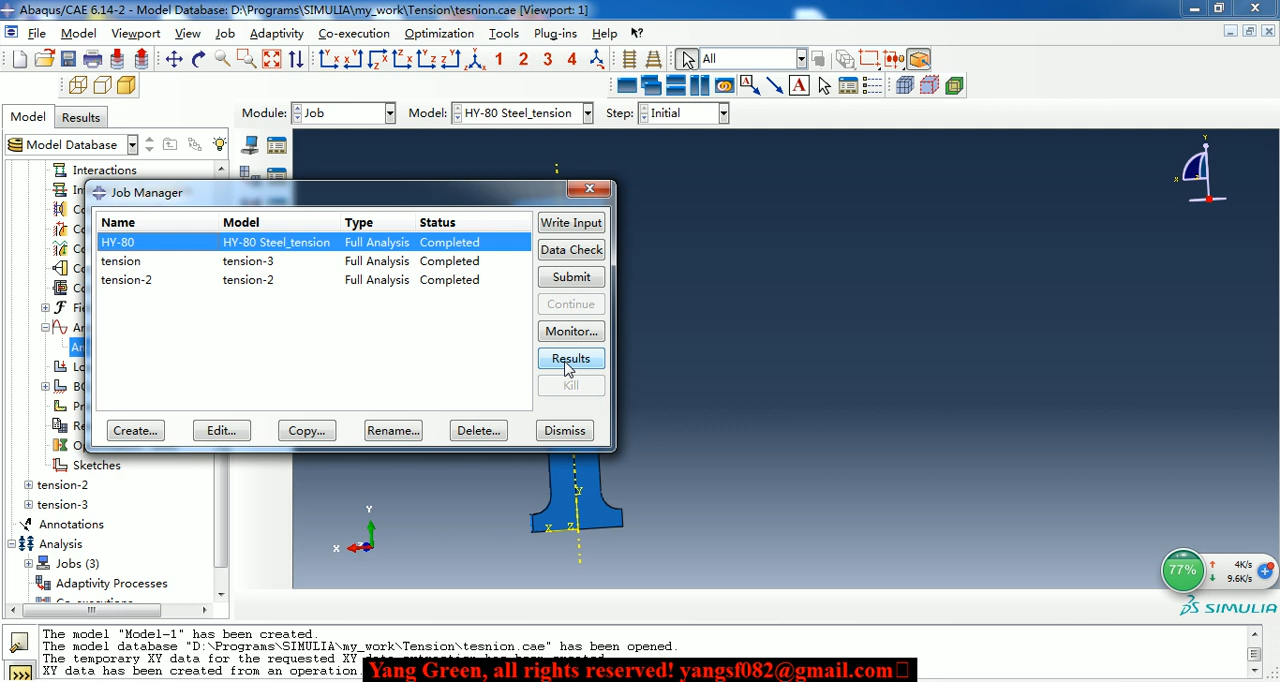 Abaqus/CAE 6.14-2 - Model Database: D:\Programs\SIMULIA\my_work\Tension\tesnion.cae [Viewport: 1]
File Model Viewport View Job Adaptivity Co-execution Optimization Tools Plug-ins Help
1 2 3 4 All
A
Model Results Module: Job Model: HY-80 Steel_tension Step: Initial
Model Database
Interactions
Job Manager
Name Model Type Status
HY-80 HY-80 Steel_tension Full Analysis Completed
tension tension-3 Full Analysis Completed
tension-2 tension-2 Full Analysis Completed
Write Input
Data Check
Submit
Continue
Monitor...
Results
Kill
Create... Edit... Copy... Rename... Delete... Dismiss
Sketches
tension-2
tension-3
Annotations
Analysis
Jobs (3)
Adaptivity Processes
Y
X
Y
X Z
Y
X
77% 4K/s
9.6K/s
SIMULIA
The model "Model-1" has been created.
The model database "D:\Programs\SIMULIA\my_work\Tension\tesnion.cae" has been opened.
The temporary XY data for the requested XY
XY data has been created from an operation.
Yang Green, all rights reserved! yangsf082@gmail.com